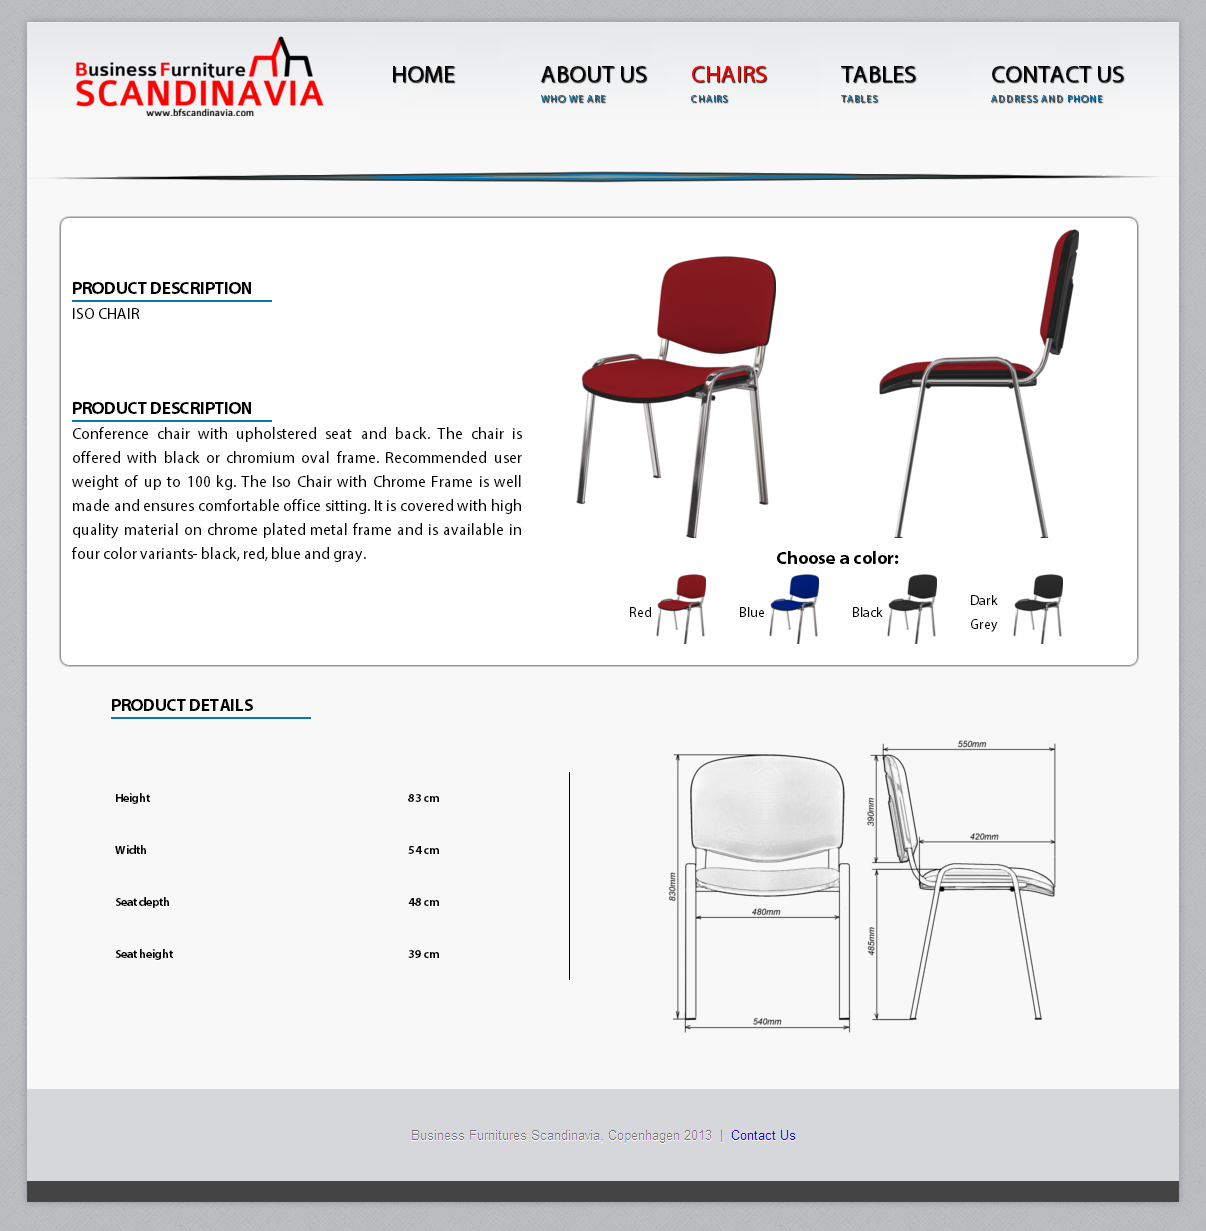 Business Furniture
SCANDINAVIA
www.bfscandinavia.com
HOME
ABOUT US
WHO WE ARE
CHAIRS
CHAIRS
TABLES
TABLES
CONTACT US
ADDRESS AND PHONE
PRODUCT DESCRIPTION
ISO CHAIR
PRODUCT DESCRIPTION
Conference chair with upholstered seat and back. The chair is
offered with black or chromium oval frame. Recommended user
weight of up to 100 kg. The Iso Chair with Chrome Frame is well
made and ensures comfortable office sitting. It is covered with high
quality material on chrome plated metal frame and is available in
four color variants- black, red, blue and gray.
Choose a color:
Red
Blue
Black
Dark
Grey
PRODUCT DETAILS
Height 83 cm
Width 54 cm
Seat depth 48 cm
Seat height 39 cm
550mm
390mm
420mm
830mm
480mm
485mm
540mm
Business Furnitures Scandinavia, Copenhagen 2013 | Contact Us